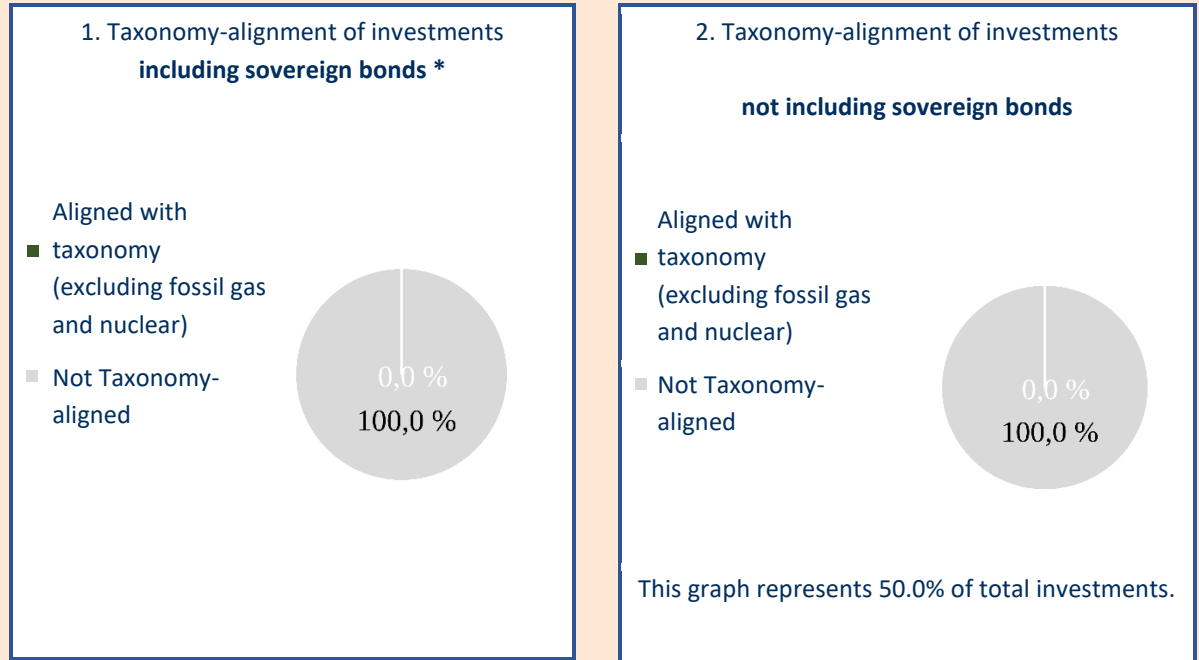 1. Taxonomy-alignment of investments
including sovereign bonds *
Aligned with
taxonomy
(excluding fossil gas
and nuclear)
Not Taxonomy-
aligned
0,0 %
100,0 %
2. Taxonomy-alignment of investments
not including sovereign bonds
Aligned with
taxonomy
(excluding fossil gas
and nuclear)
Not Taxonomy-
aligned
0,0 %
100,0 %
This graph represents 50.0% of total investments.